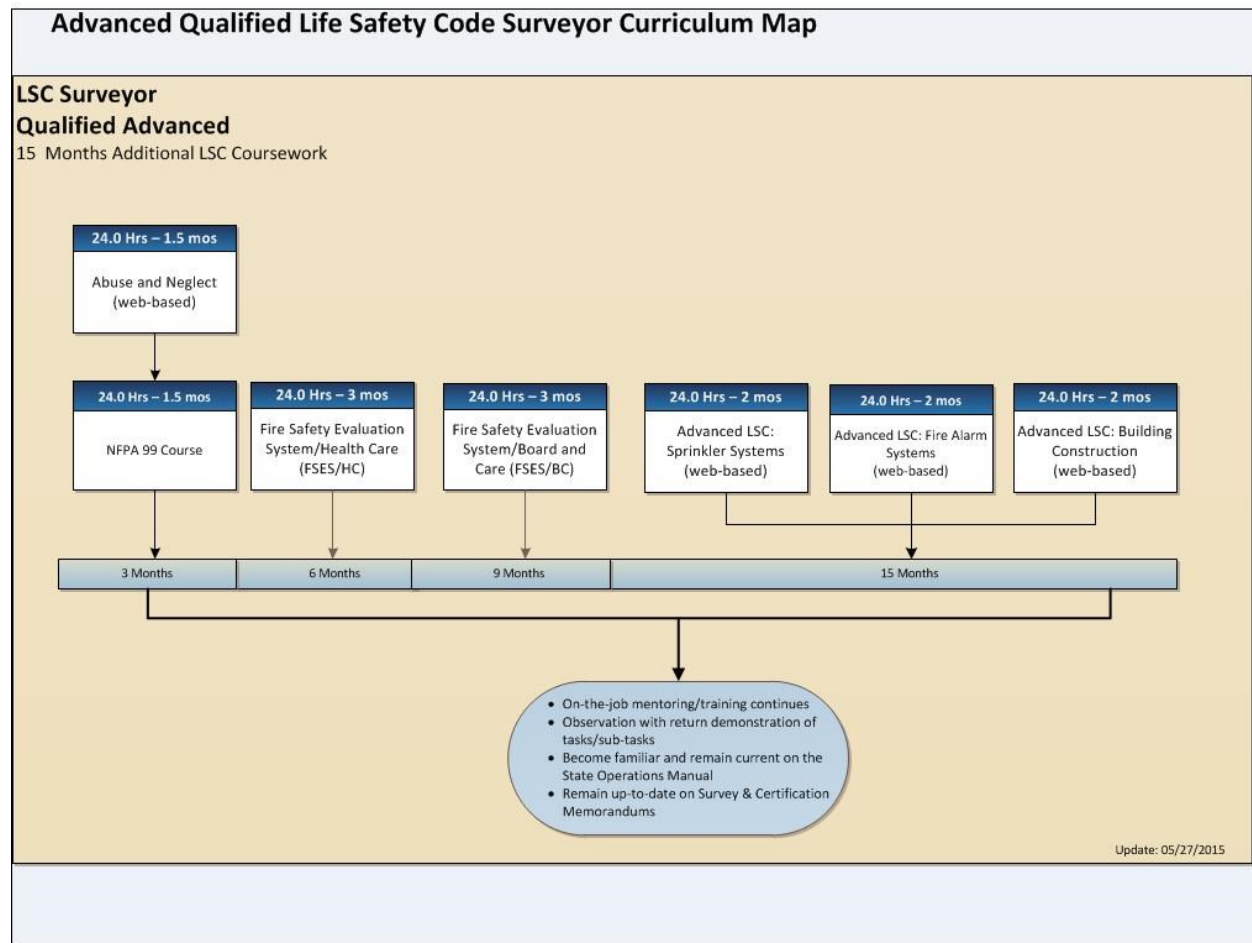 Advanced Qualified Life Safety Code Surveyor Curriculum Map
LSC Surveyor
Qualified Advanced
15 Months Additional LSC Coursework
24.0 Hrs – 1.5 mos
Abuse and Neglect
(web-based)
24.0 Hrs – 1.5 mos
NFPA 99 Course
24.0 Hrs – 3 mos
Fire Safety Evaluation
System/Health Care
(FSES/HC)
24.0 Hrs – 3 mos
Fire Safety Evaluation
System/Board and
Care (FSES/BC)
24.0 Hrs – 2 mos
Advanced LSC:
Sprinkler Systems
(web-based)
24.0 Hrs – 2 mos
Advanced LSC: Fire Alarm
Systems
(web-based)
24.0 Hrs – 2 mos
Advanced LSC: Building
Construction
(web-based)
3 Months
6 Months
9 Months
15 Months
• On-the-job mentoring/training continues
• Observation with return demonstration of
tasks/sub-tasks
• Become familiar and remain current on the
State Operations Manual
• Remain up-to-date on Survey & Certification
Memorandums
Update: 05/27/2015